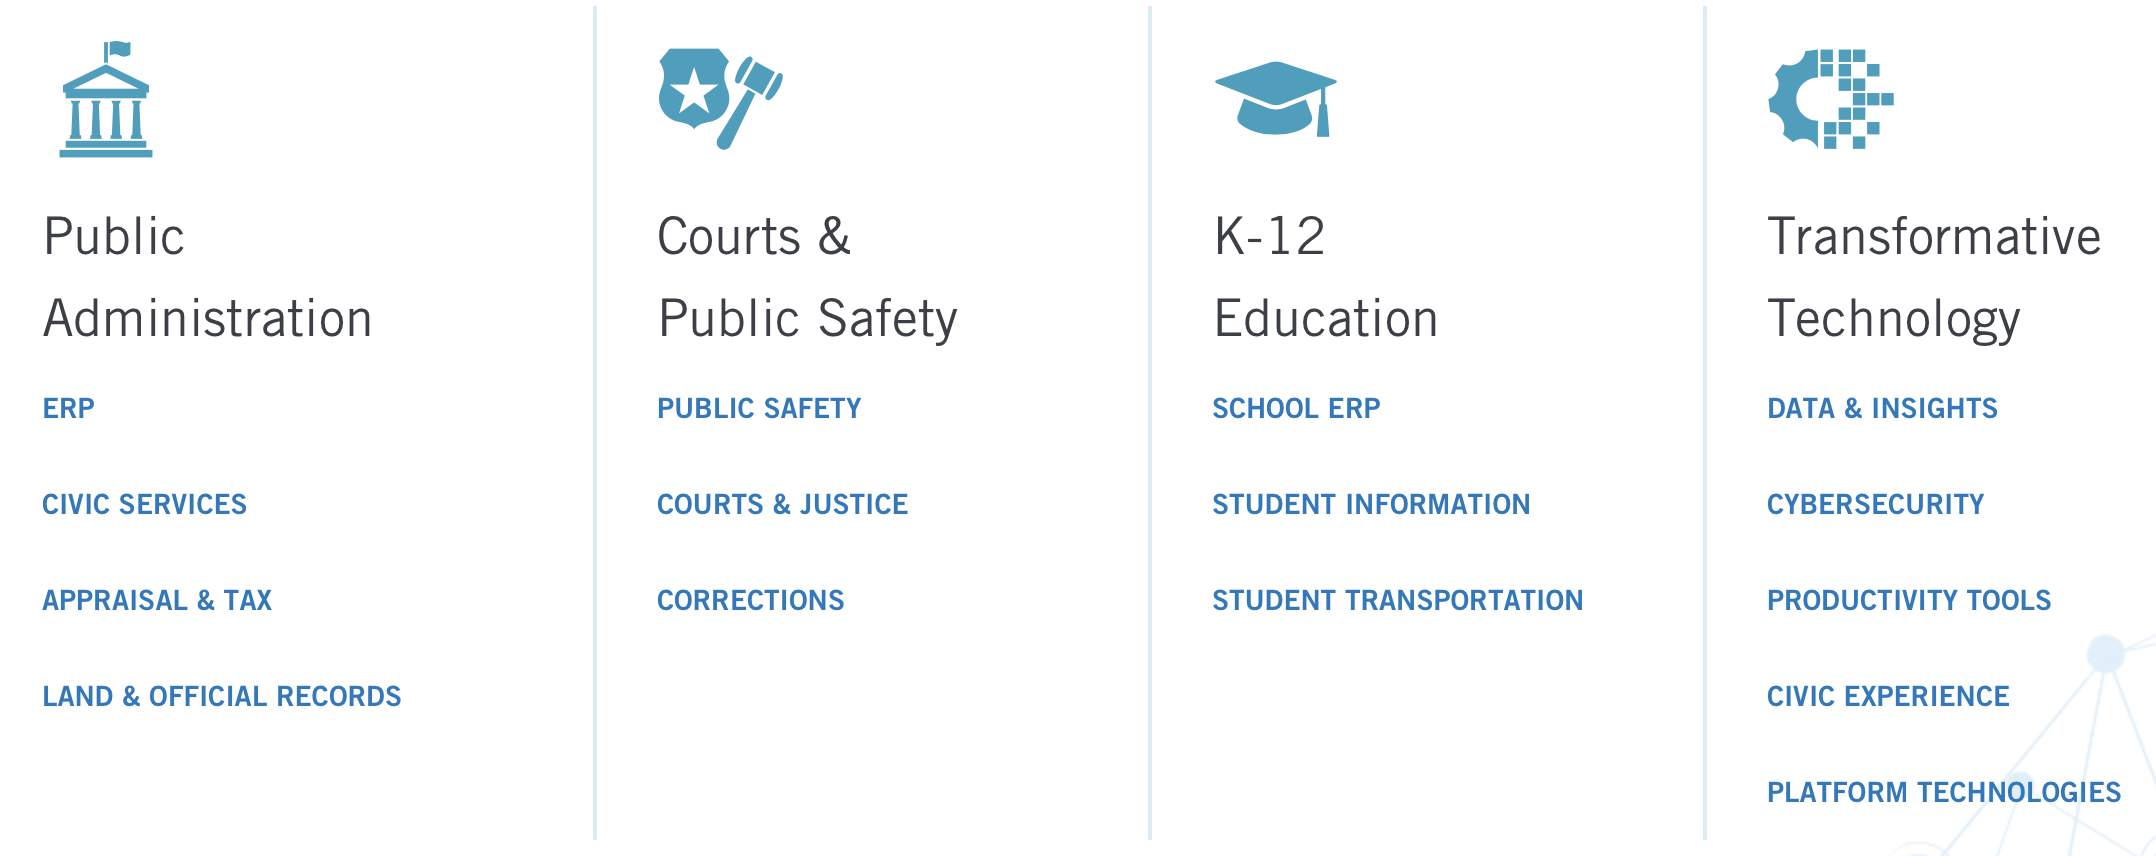 Public
Administration
ERP
CIVIC SERVICES
APPRAISAL & TAX
LAND & OFFICIAL RECORDS
Courts &
Public Safety
PUBLIC SAFETY
COURTS & JUSTICE
CORRECTIONS
K-12
Education
SCHOOL ERP
STUDENT INFORMATION
STUDENT TRANSPORTATION
Transformative
Technology
DATA & INSIGHTS
CYBERSECURITY
PRODUCTIVITY TOOLS
CIVIC EXPERIENCE
PLATFORM TECHNOLOGIES